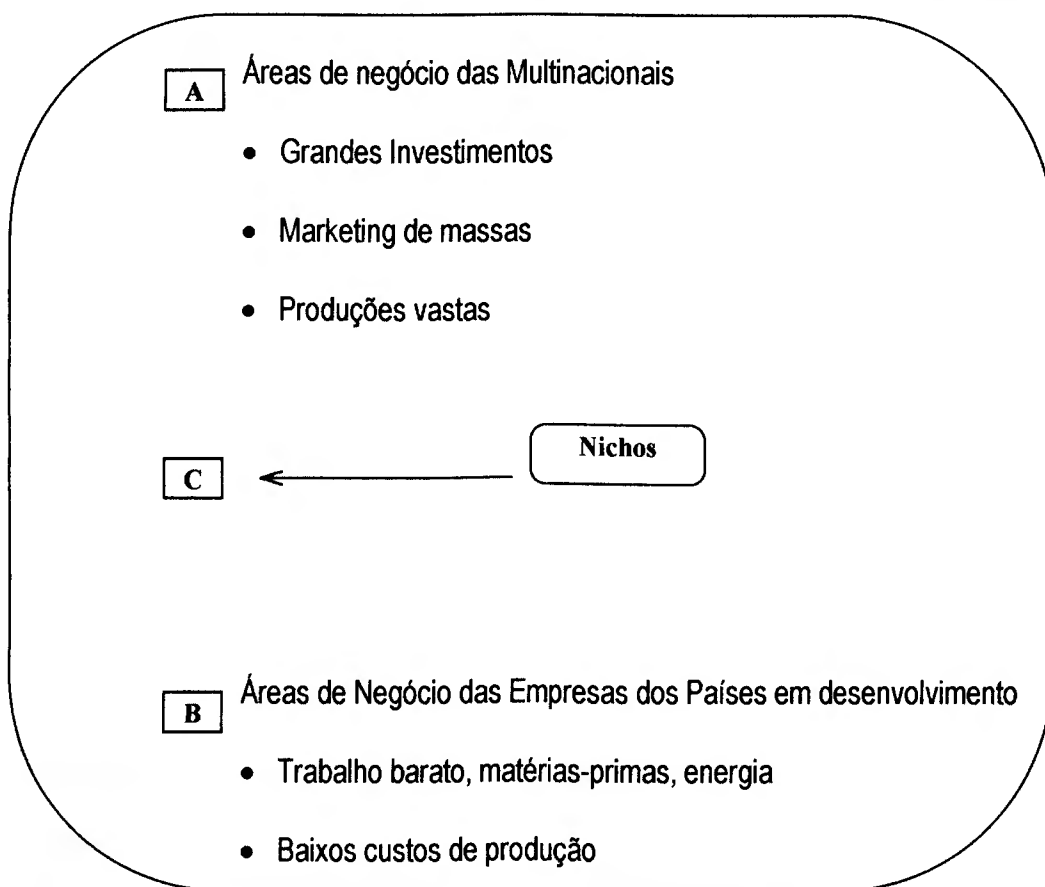 A Áreas de negócio das Multinacionais
• Grandes Investimentos
• Marketing de massas
• Produções vastas
C Nichos
B Áreas de Negócio das Empresas dos Países em desenvolvimento
• Trabalho barato, matérias-primas, energia
• Baixos custos de produção